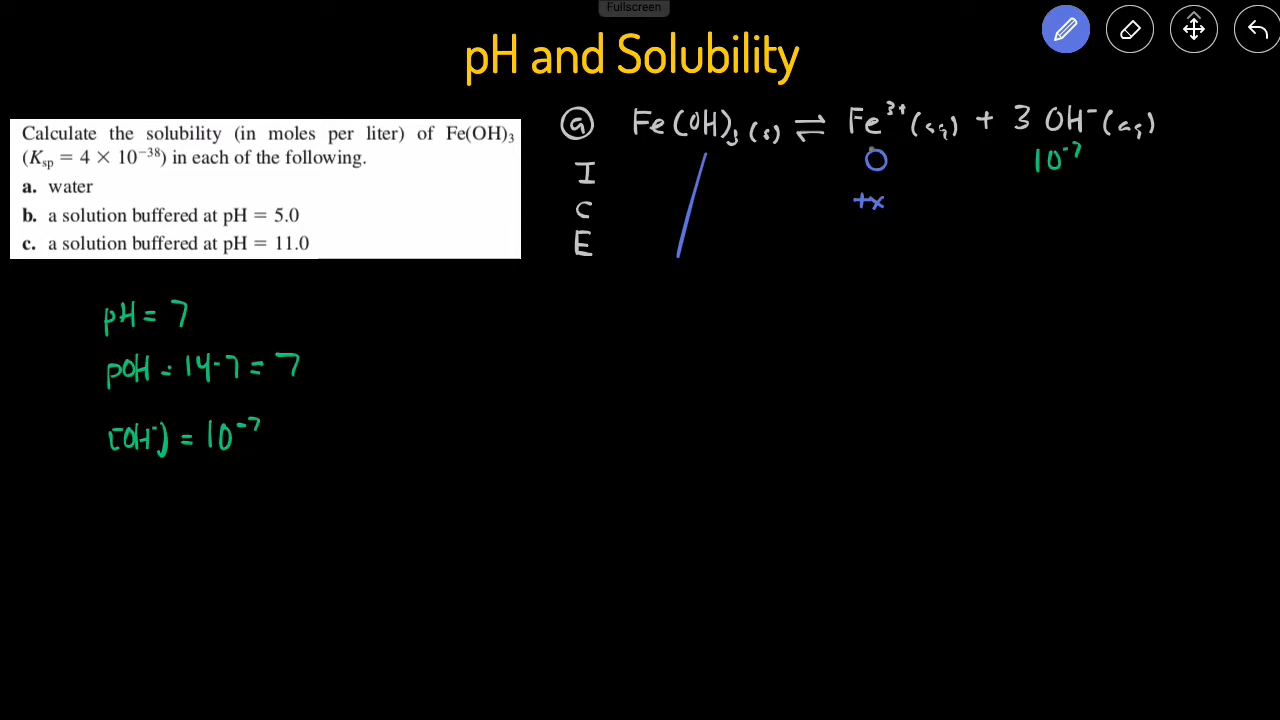 Fullscreen
pH and Solubility
Calculate the solubility (in moles per liter) of Fe(OH)₃
(Kₛₚ = 4 × 10⁻³⁸) in each of the following.
a. water
b. a solution buffered at pH = 5.0
c. a solution buffered at pH = 11.0
ⓐ Fe(OH)₃(s) ⇌ Fe³⁺(aq) + 3 OH⁻(aq)
I 0 10⁻⁷
C +x
E
pH = 7
pOH = 14-7 = 7
[OH⁻] = 10⁻⁷